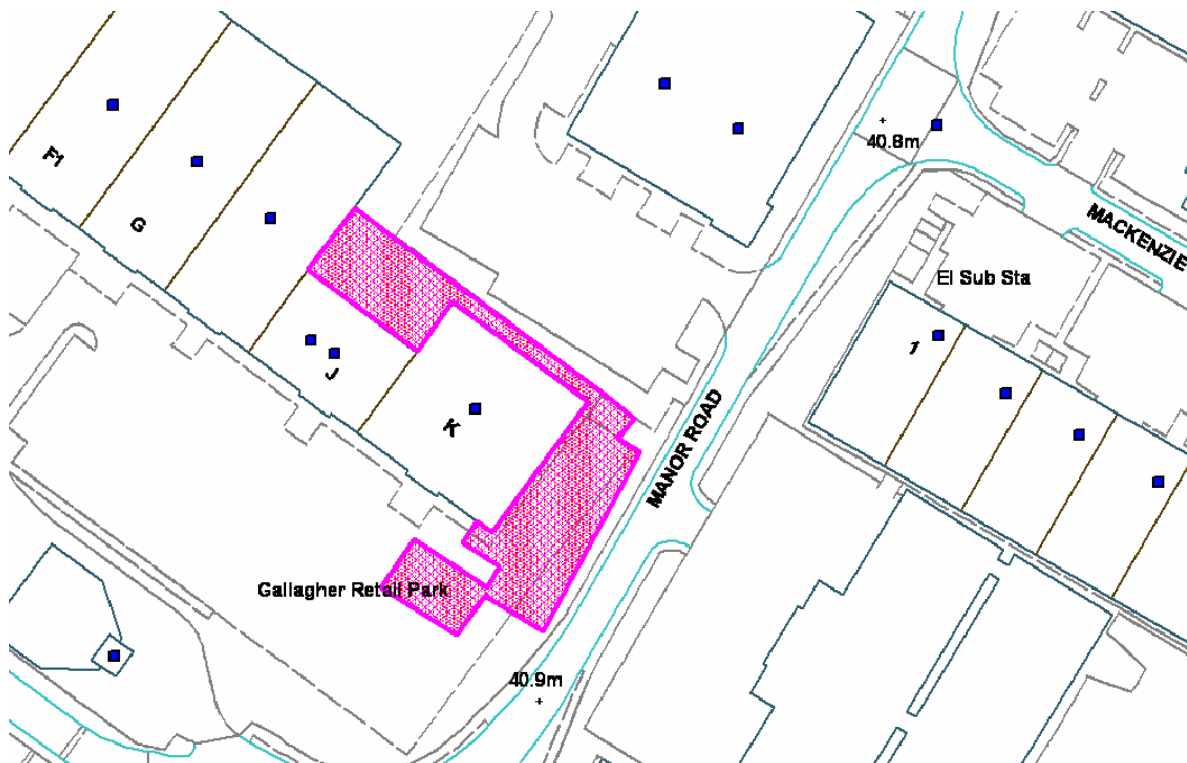 40.8m
F1
G
MACKENZIE
El Sub Sta
1
J
K
MANOR ROAD
Gallagher Retail Park
40.9m